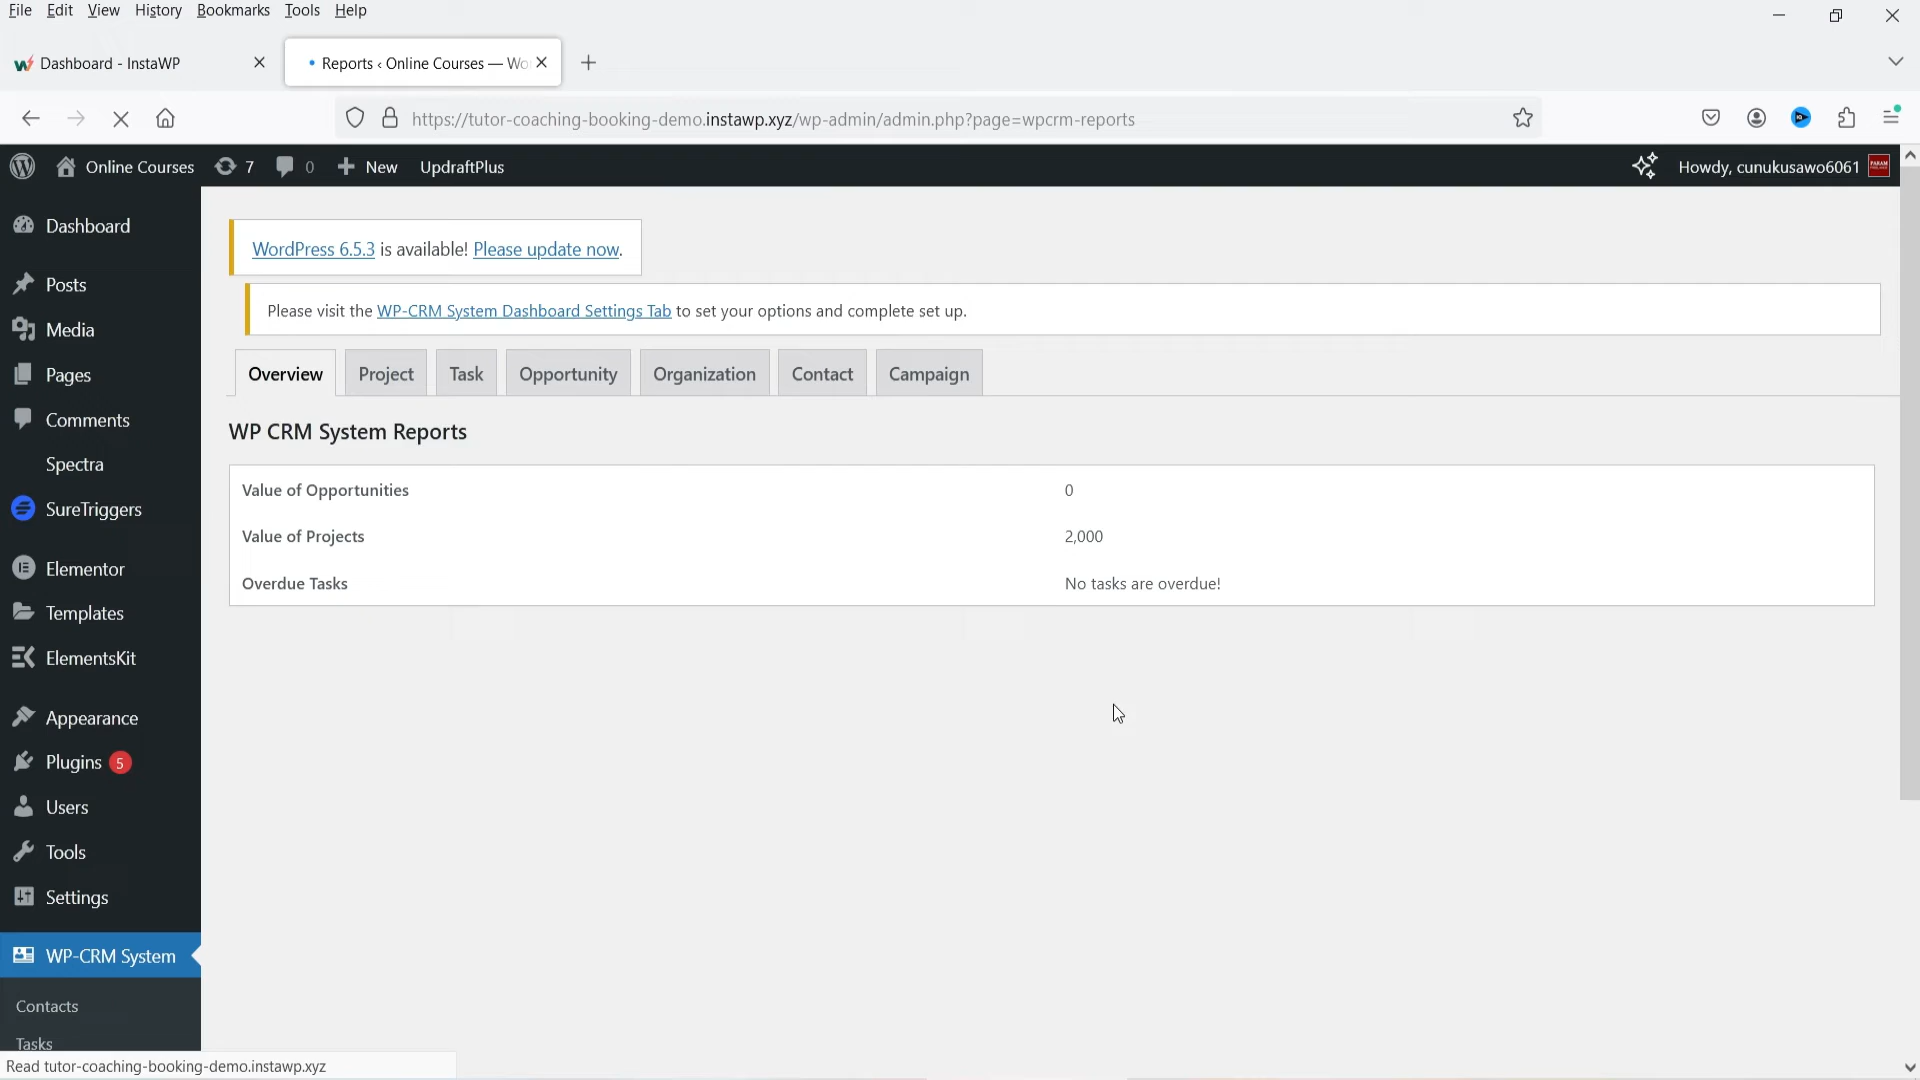 File Edit View History Bookmarks Tools Help
Dashboard - InstaWP
Reports ‹ Online Courses — Wo
https://tutor-coaching-booking-demo.instawp.xyz/wp-admin/admin.php?page=wpcrm-reports
Online Courses 7 0 New UpdraftPlus
Howdy, cunukusawo6061
Dashboard
Posts
Media
Pages
Comments
Spectra
SureTriggers
Elementor
Templates
ElementsKit
Appearance
Plugins 5
Users
Tools
Settings
WP-CRM System
Contacts
Tasks
WordPress 6.5.3 is available! Please update now.
Please visit the WP-CRM System Dashboard Settings Tab to set your options and complete set up.
Overview Project Task Opportunity Organization Contact Campaign
WP CRM System Reports
Value of Opportunities 0
Value of Projects 2,000
Overdue Tasks No tasks are overdue!
Read tutor-coaching-booking-demo.instawp.xyz